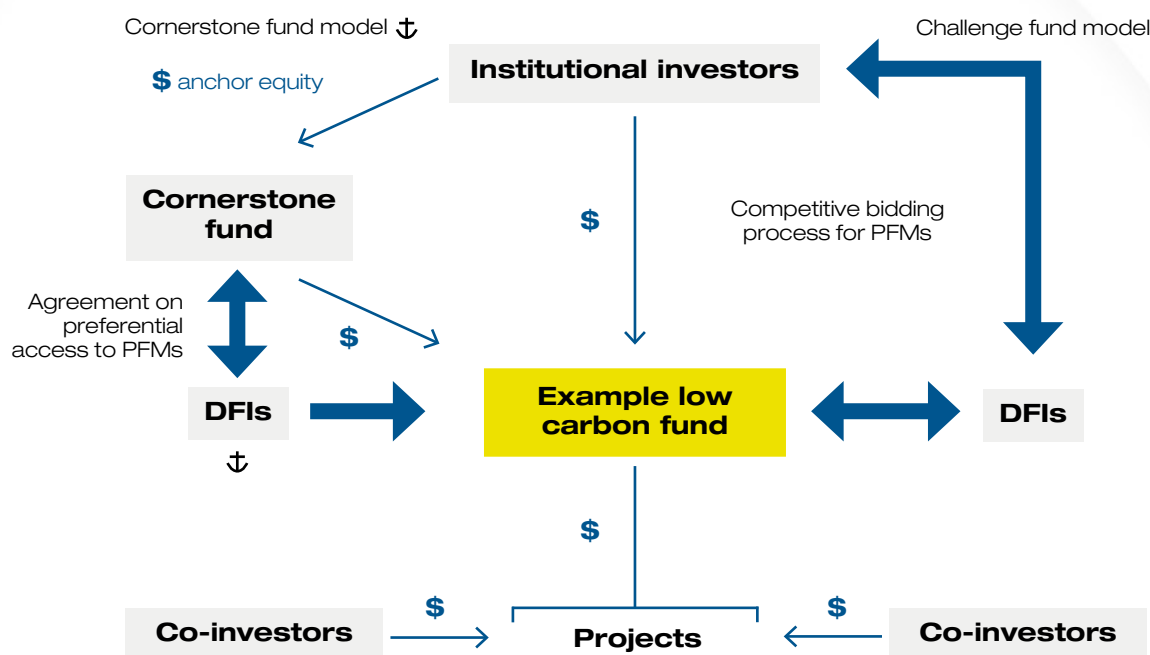 Cornerstone fund model
Challenge fund model
$ anchor equity
Institutional investors
Cornerstone
fund
$
Competitive bidding
process for PFMs
Agreement on
preferential
access to PFMs
$
DFIs
Example low
carbon fund
DFIs
$
Co-investors
$
Projects
$
Co-investors